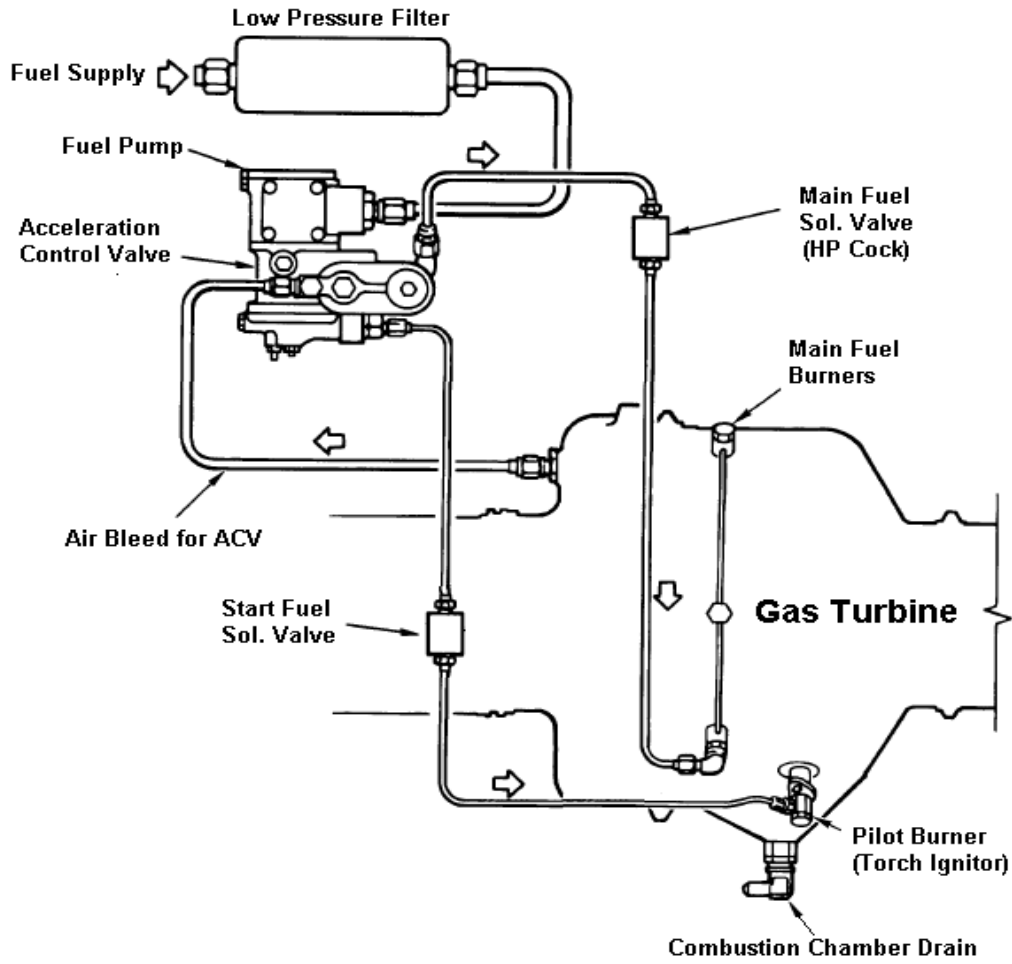 Low Pressure Filter
Fuel Supply
Fuel Pump
Acceleration
Control Valve
Main Fuel
Sol. Valve
(HP Cock)
Main Fuel
Burners
Air Bleed for ACV
Start Fuel
Sol. Valve
Gas Turbine
Pilot Burner
(Torch Ignitor)
Combustion Chamber Drain